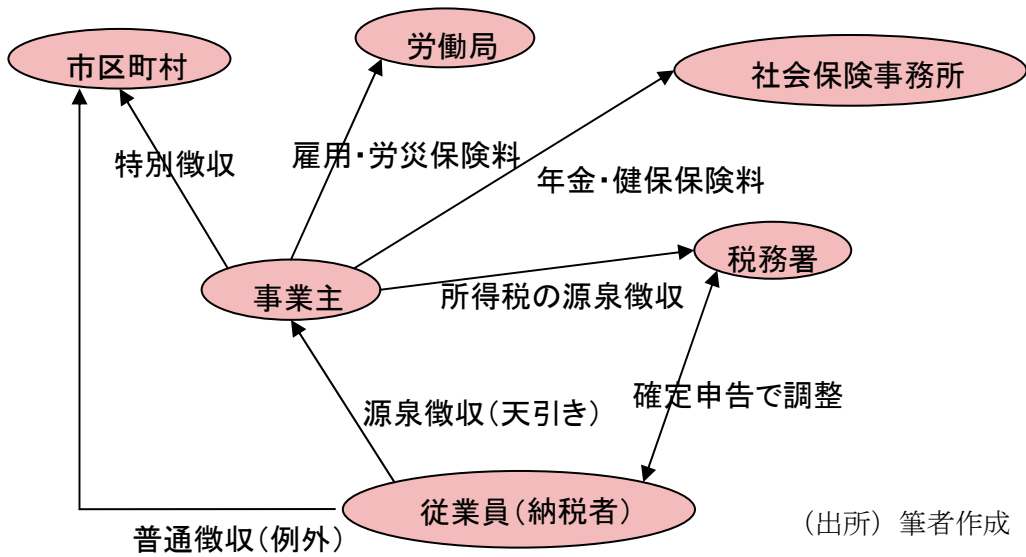 労働局
市区町村
社会保険事務所
特別徴収
雇用・労災保険料
年金・健保保険料
税務署
事業主
所得税の源泉徴収
確定申告で調整
源泉徴収(天引き)
従業員(納税者)
(出所)筆者作成
普通徴収(例外)